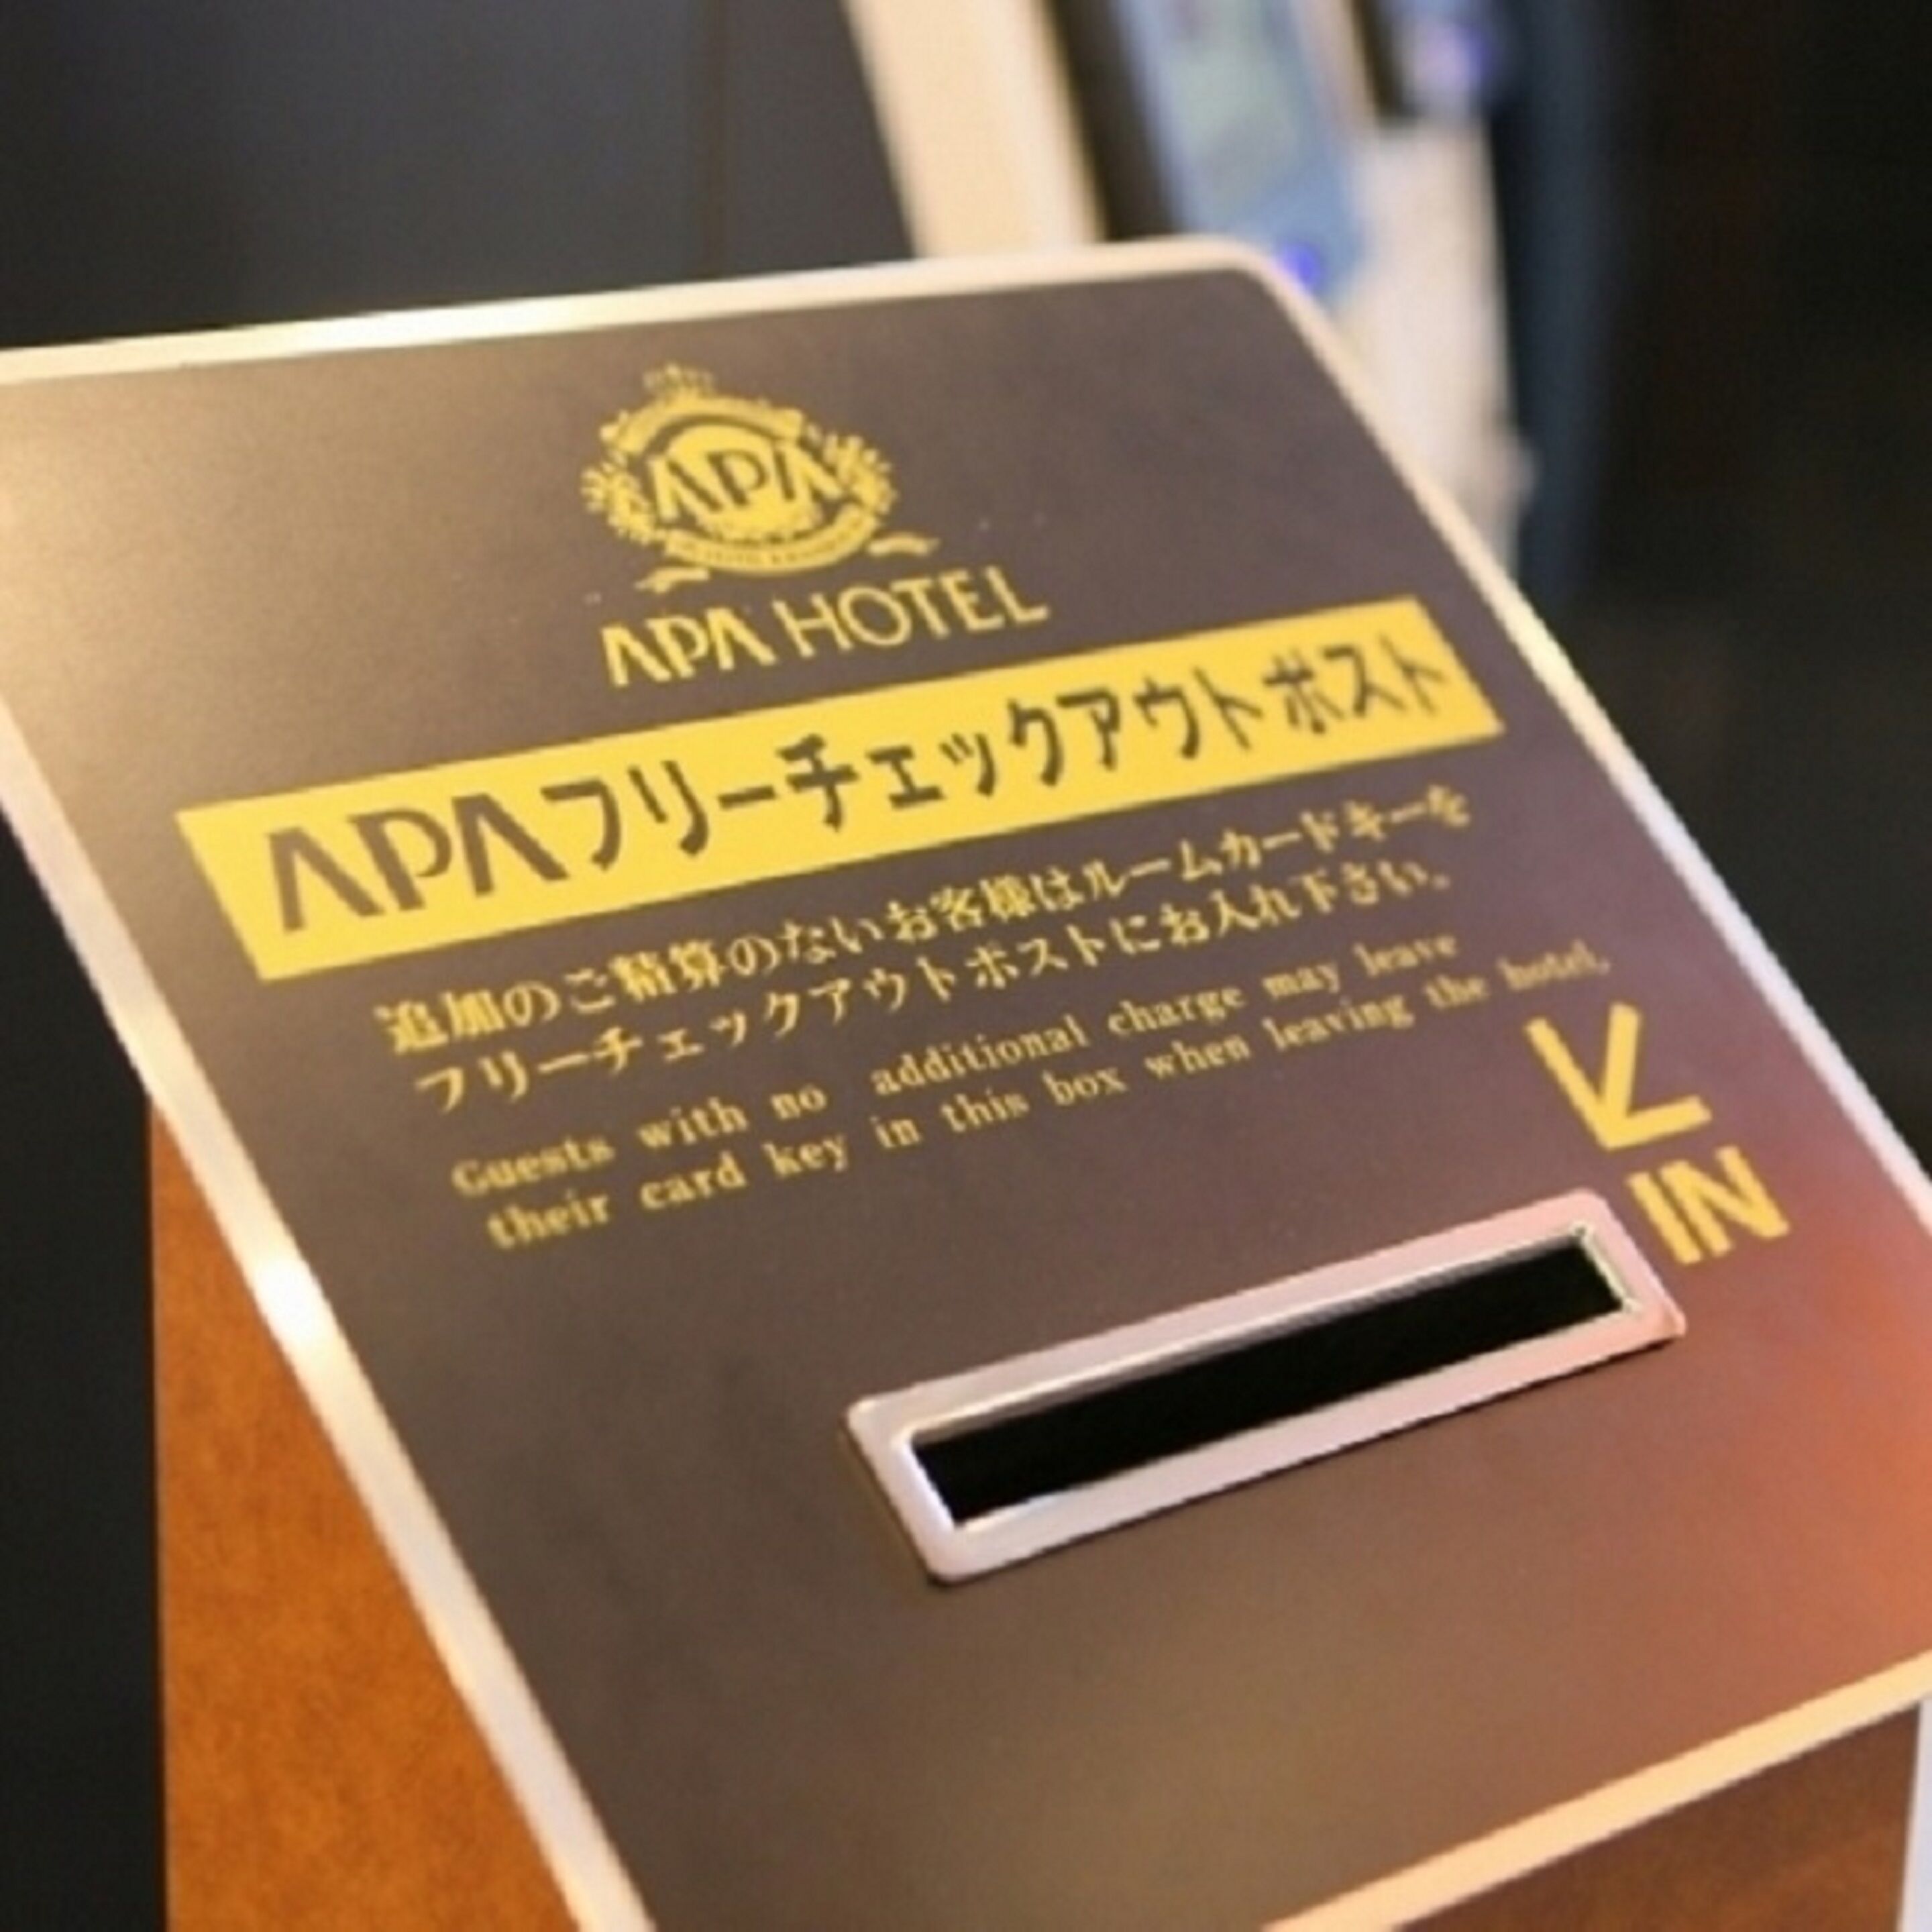 APA
APA HOTEL
APAフリーチェックアウトポスト
追加のご精算のないお客様はルームカードキーを
フリーチェックアウトポストにお入れ下さい。
Guests with no additional charge may leave
their card key in this box when leaving the hotel.
IN